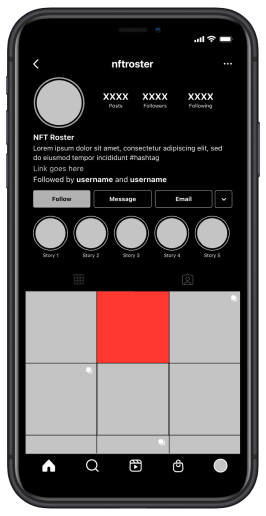 nftroster
XXXX XXXX XXXX
Posts Followers Following
NFT Roster
Lorem ipsum dolor sit amet, consectetur adipiscing elit, sed
do eiusmod tempor incididunt #hashtag
Link goes here
Followed by username and username
Follow Message Email
Story 1 Story 2 Story 3 Story 4 Story 5